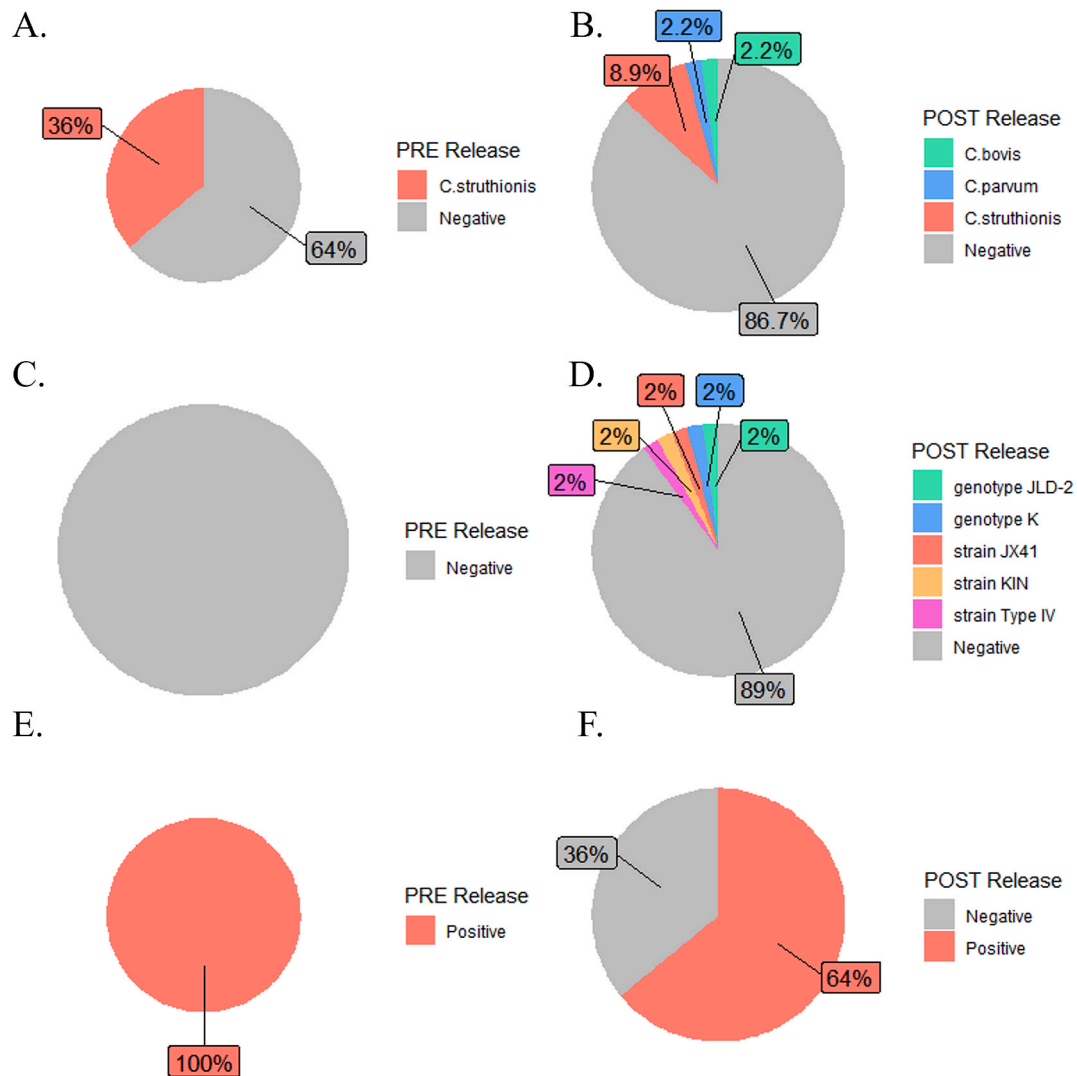 A.
36%
64%
PRE Release
C.struthionis
Negative
B.
2.2%
2.2%
8.9%
86.7%
POST Release
C.bovis
C.parvum
C.struthionis
Negative
C.
PRE Release
Negative
D.
2%
2%
2%
2%
2%
89%
POST Release
genotype JLD-2
genotype K
strain JX41
strain KIN
strain Type IV
Negative
E.
100%
PRE Release
Positive
F.
36%
64%
POST Release
Negative
Positive